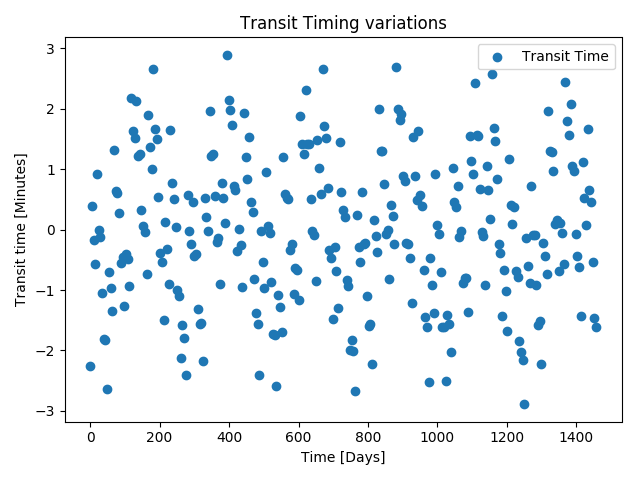 Transit Timing variations
Transit Time
Transit time [Minutes]
3
2
1
0
−1
−2
−3
0 200 400 600 800 1000 1200 1400
Time [Days]